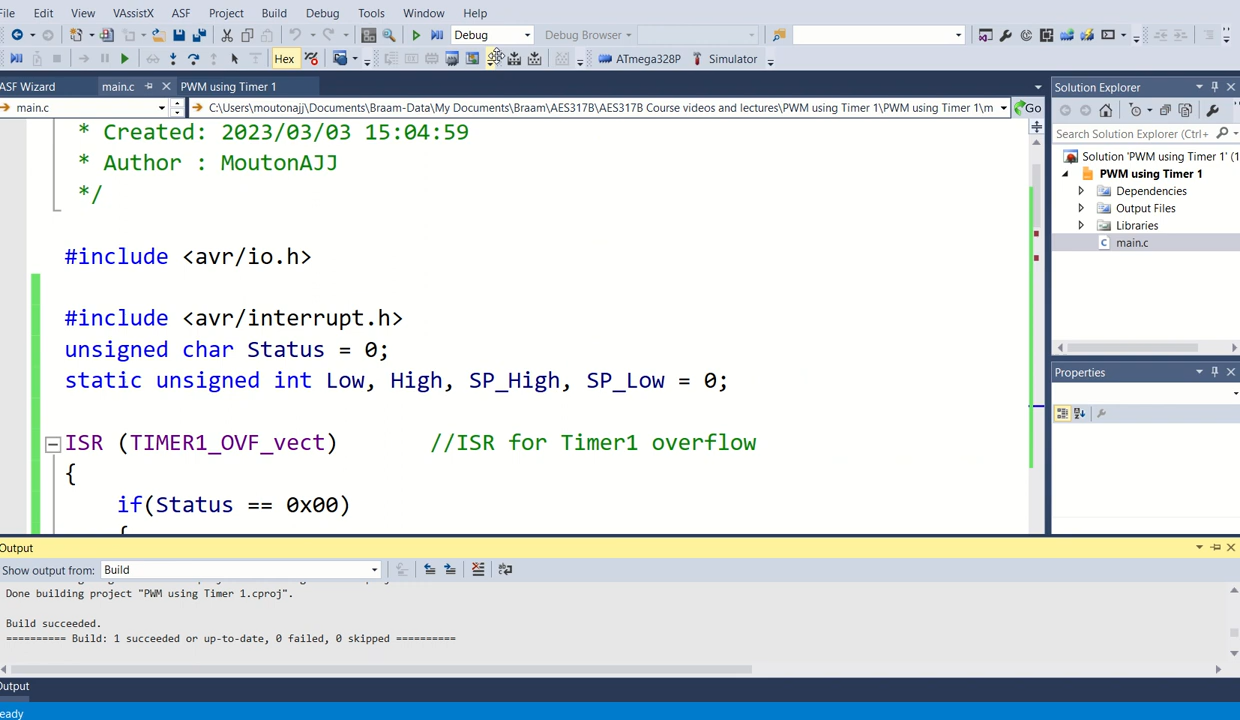 File Edit View VAssistX ASF Project Build Debug Tools Window Help
Debug Debug Browser
Hex ATmega328P Simulator
ASF Wizard main.c PWM using Timer 1
main.c C:\Users\moutonajj\Documents\Braam-Data\My Documents\Braam\AES317B\AES317B Course videos and lectures\PWM using Timer 1\PWM using Timer 1\m Go
* Created: 2023/03/03 15:04:59
* Author : MoutonAJJ
*/
#include <avr/io.h>
#include <avr/interrupt.h>
unsigned char Status = 0;
static unsigned int Low, High, SP_High, SP_Low = 0;
ISR (TIMER1_OVF_vect) //ISR for Timer1 overflow
{
if(Status == 0x00)
{
Solution Explorer
Search Solution Explorer (Ctrl+
Solution 'PWM using Timer 1' (1
PWM using Timer 1
Dependencies
Output Files
Libraries
main.c
Properties
Output
Show output from: Build
Done building project "PWM using Timer 1.cproj".
Build succeeded.
========== Build: 1 succeeded or up-to-date, 0 failed, 0 skipped ==========
Output
eady